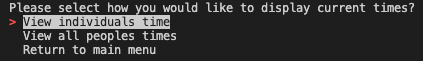 Please select how you would like to display current times?
> View individuals time
View all peoples times
Return to main menu